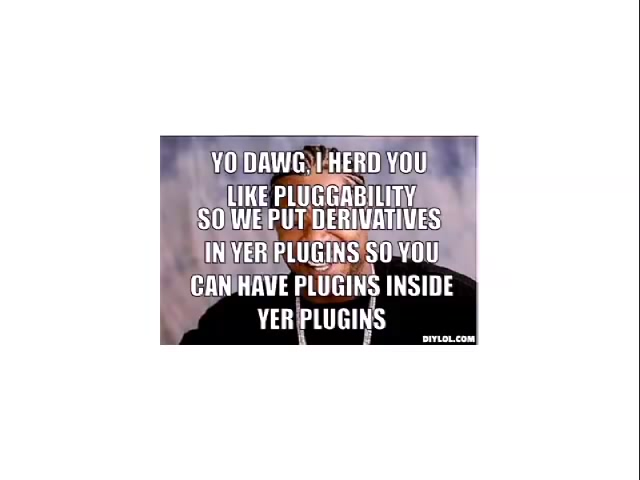 YO DAWG, I HERD YOU
LIKE PLUGGABILITY
SO WE PUT DERIVATIVES
IN YER PLUGINS SO YOU
CAN HAVE PLUGINS INSIDE
YER PLUGINS
DIYLOL.COM